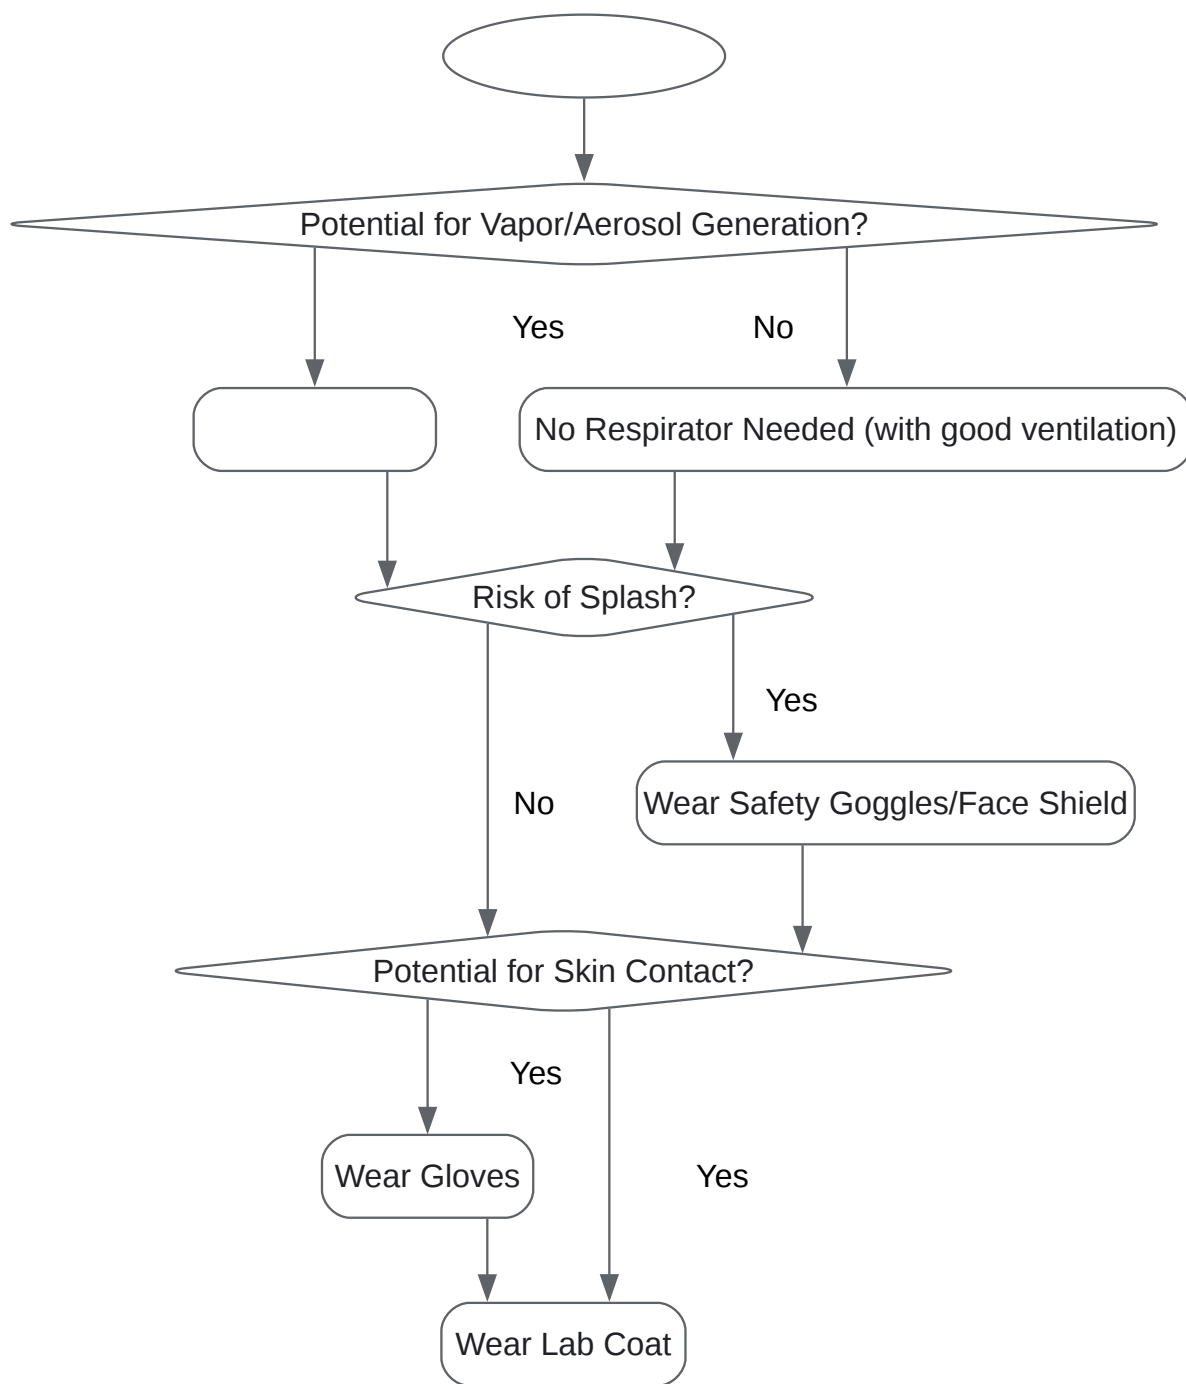 Potential for Vapor/Aerosol Generation?
Yes
No
No Respirator Needed (with good ventilation)
Risk of Splash?
Yes
No
Wear Safety Goggles/Face Shield
Potential for Skin Contact?
Yes
Wear Gloves
Yes
Wear Lab Coat